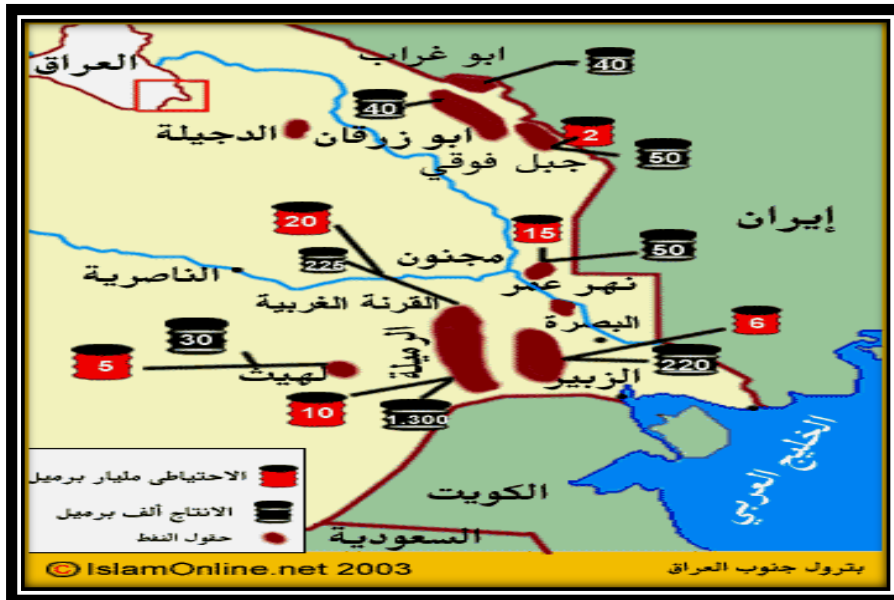 ابو غراب
40
العراق
40
الدجيلة
ابو زرقان
2
جبل فوقي
50
إيران
20
15
50
225
مجنون
نهر عمر
الناصرية
القرنة الغربية
البصرة
6
30
الرميلة
220
5
لهيث
الزبير
10
1.300
الخليج العربي
الكويت
السعودية
الاحتياطى مليار برميل
الانتاج ألف برميل
حقول النفط
© IslamOnline.net 2003
بترول جنوب العراق